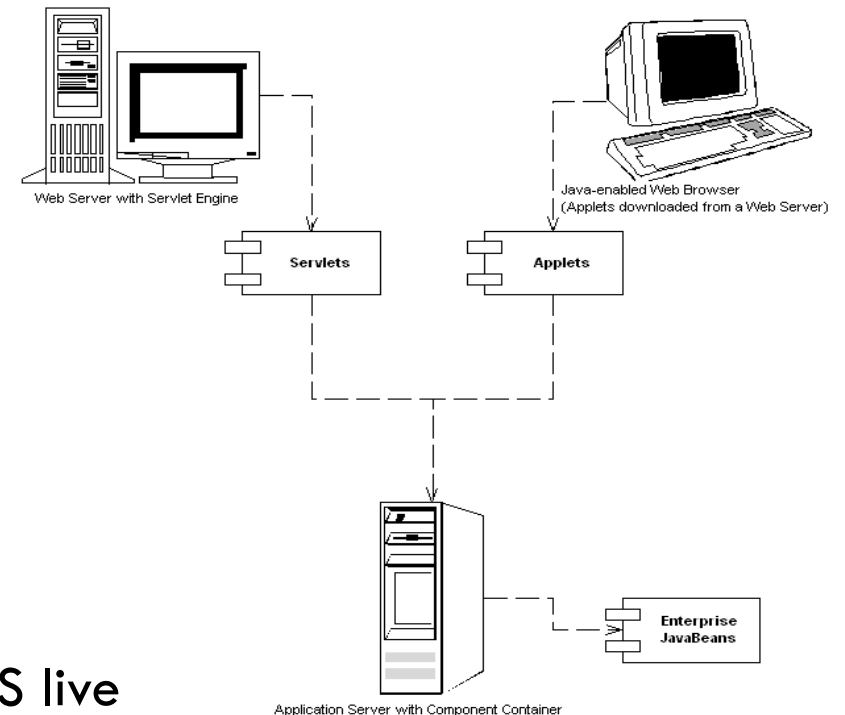 Web Server with Servlet Engine
Java-enabled Web Browser
(Applets downloaded from a Web Server)
Servlets
Applets
Enterprise
JavaBeans
S live
Application Server with Component Container